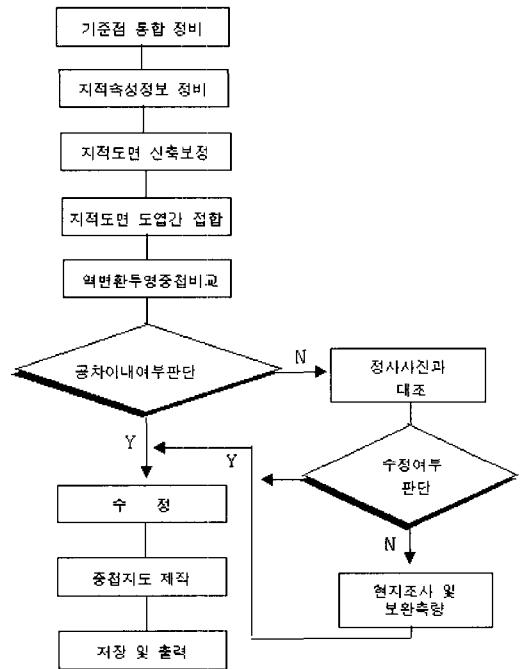 기준점 통합 정비
지적속성정보 정비
지적도면 신축보정
지적도면 도엽간 접합
역변환투영중첩비교
공차이내여부판단
N
정사사진과
대조
Y
Y
수정여부
판단
수 정
N
중첩지도 제작
현지조사 및
보완측량
저장 및 출력